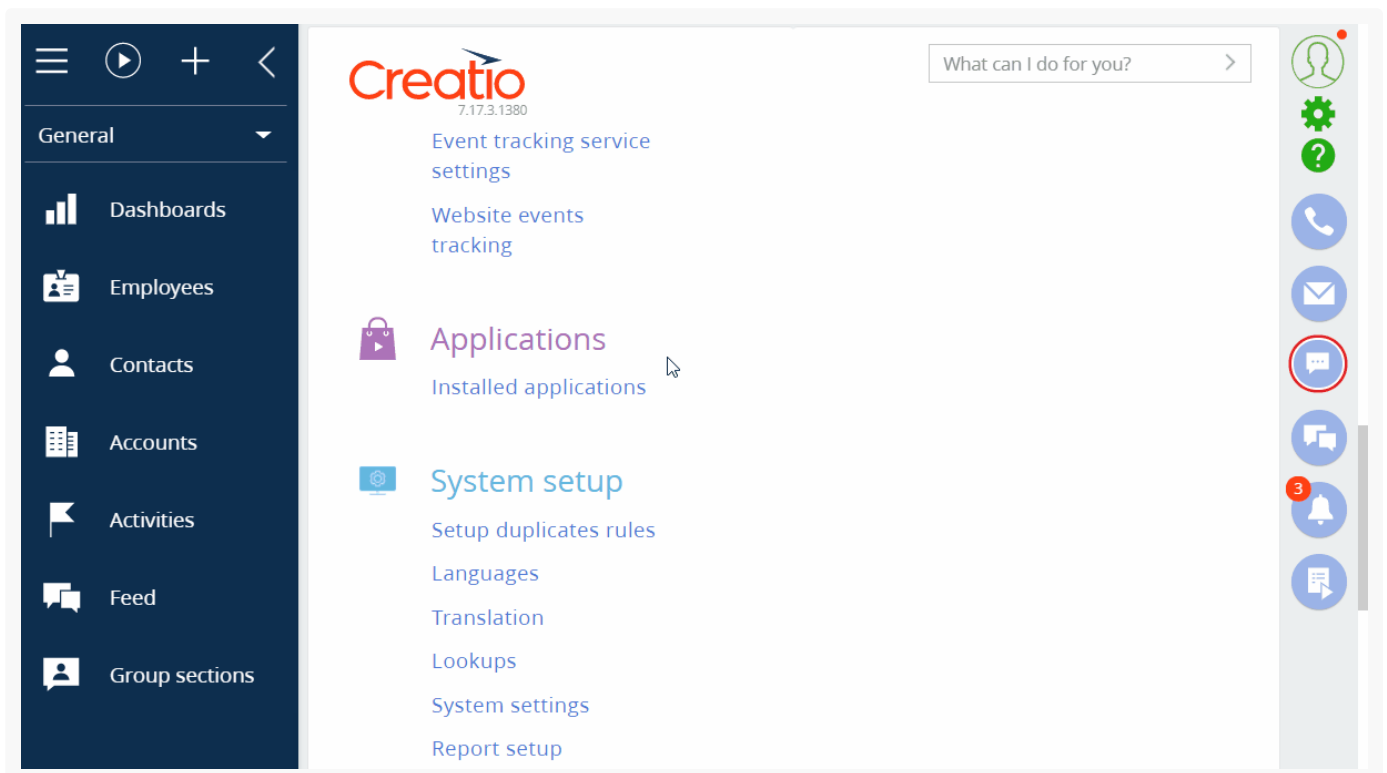 General
Dashboards
Employees
Contacts
Accounts
Activities
Feed
Group sections
Creatio
7.17.3.1380
What can I do for you?
Event tracking service
settings
Website events
tracking
Applications
Installed applications
System setup
Setup duplicates rules
Languages
Translation
Lookups
System settings
Report setup
?
3